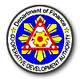 Department of Finance
COOPERATIVE DEVELOPMENT AUTHORITY